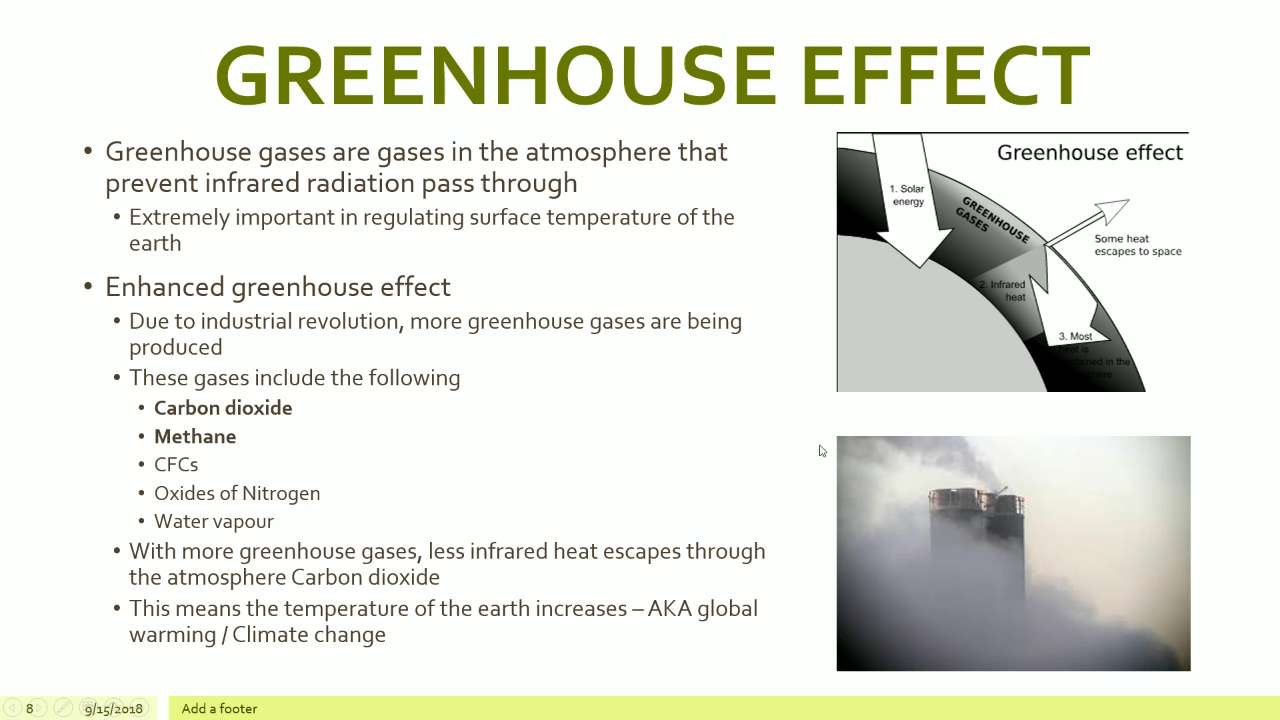 GREENHOUSE EFFECT
• Greenhouse gases are gases in the atmosphere that
prevent infrared radiation pass through
• Extremely important in regulating surface temperature of the
earth
• Enhanced greenhouse effect
• Due to industrial revolution, more greenhouse gases are being
produced
• These gases include the following
• Carbon dioxide
• Methane
• CFCs
• Oxides of Nitrogen
• Water vapour
• With more greenhouse gases, less infrared heat escapes through
the atmosphere Carbon dioxide
• This means the temperature of the earth increases – AKA global
warming / Climate change
Greenhouse effect
1. Solar
energy
GREENHOUSE
GASES
Some heat
escapes to space
2. Infrared
heat
3. Most
heat is
in the
8
9/15/2018
Add a footer